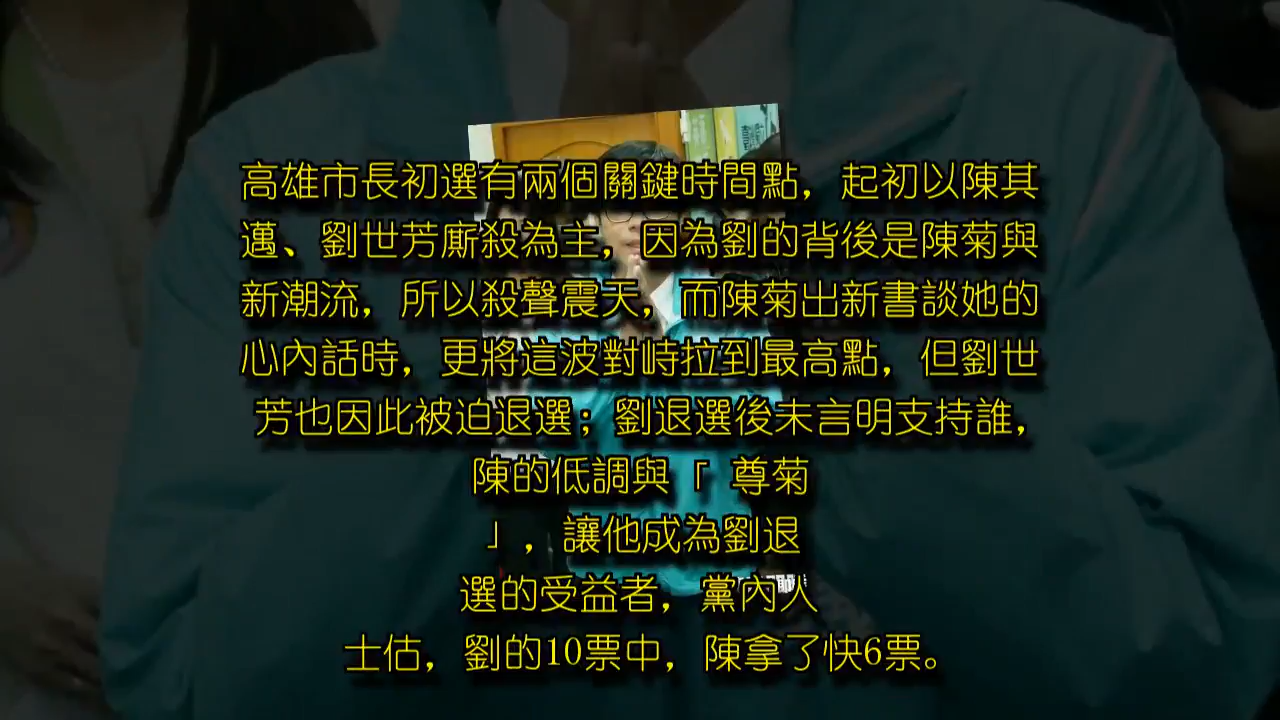 高雄市長初選有兩個關鍵時間點，起初以陳其
邁、劉世芳廝殺為主，因為劉的背後是陳菊與
新潮流，所以殺聲震天，而陳菊出新書談她的
心內話時，更將這波對峙拉到最高點，但劉世
芳也因此被迫退選；劉退選後未言明支持誰，
陳的低調與「 尊菊
」，讓他成為劉退
選的受益者，黨內人
士估，劉的10票中，陳拿了快6票。